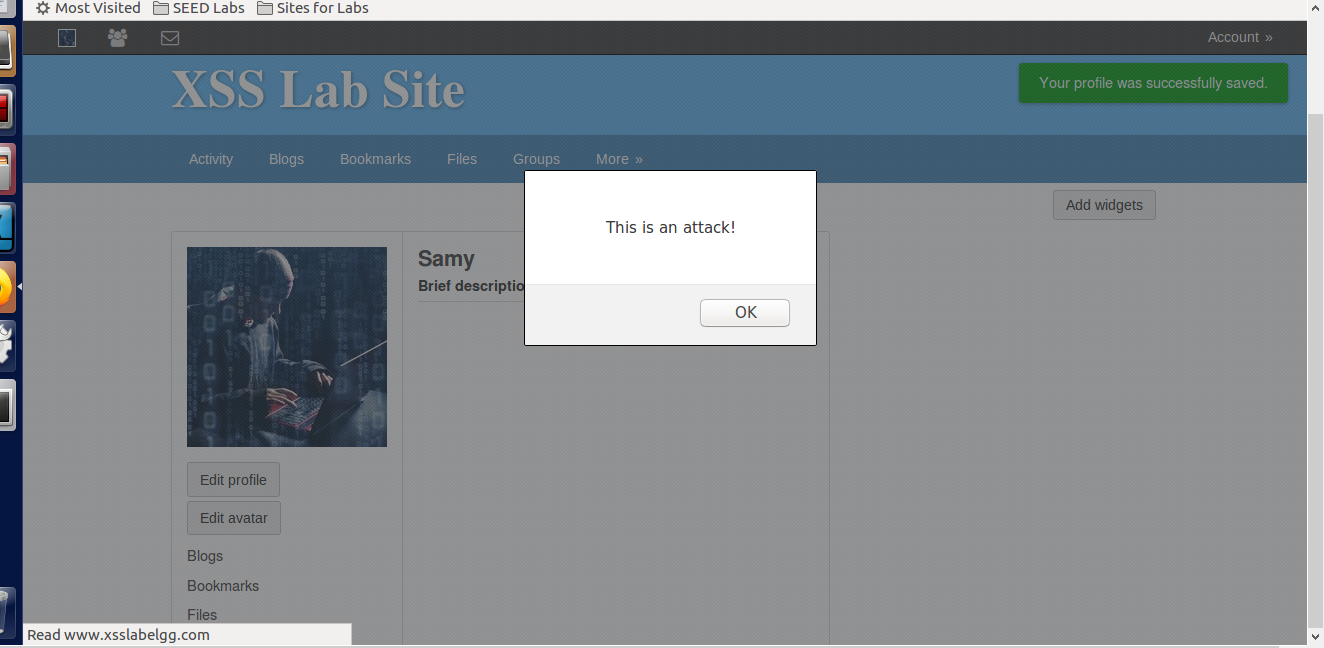 Most Visited SEED Labs Sites for Labs
Account »
XSS Lab Site
Your profile was successfully saved.
Activity Blogs Bookmarks Files Groups More »
Add widgets
This is an attack!
OK
Samy
Brief descriptio
Edit profile
Edit avatar
Blogs
Bookmarks
Files
Read www.xsslabelgg.com